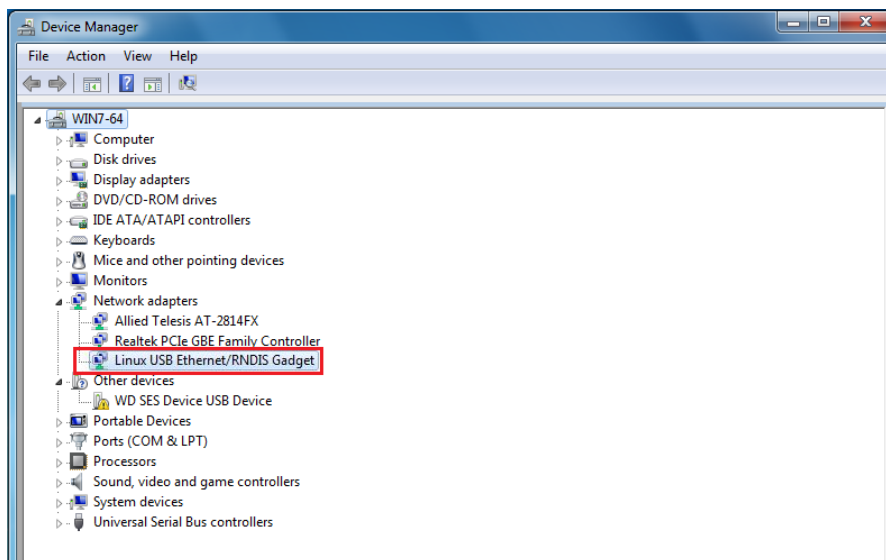 Device Manager
File Action View Help
WIN7-64
Computer
Disk drives
Display adapters
DVD/CD-ROM drives
IDE ATA/ATAPI controllers
Keyboards
Mice and other pointing devices
Monitors
Network adapters
Allied Telesis AT-2814FX
Realtek PCIe GBE Family Controller
Linux USB Ethernet/RNDIS Gadget
Other devices
WD SES Device USB Device
Portable Devices
Ports (COM & LPT)
Processors
Sound, video and game controllers
System devices
Universal Serial Bus controllers